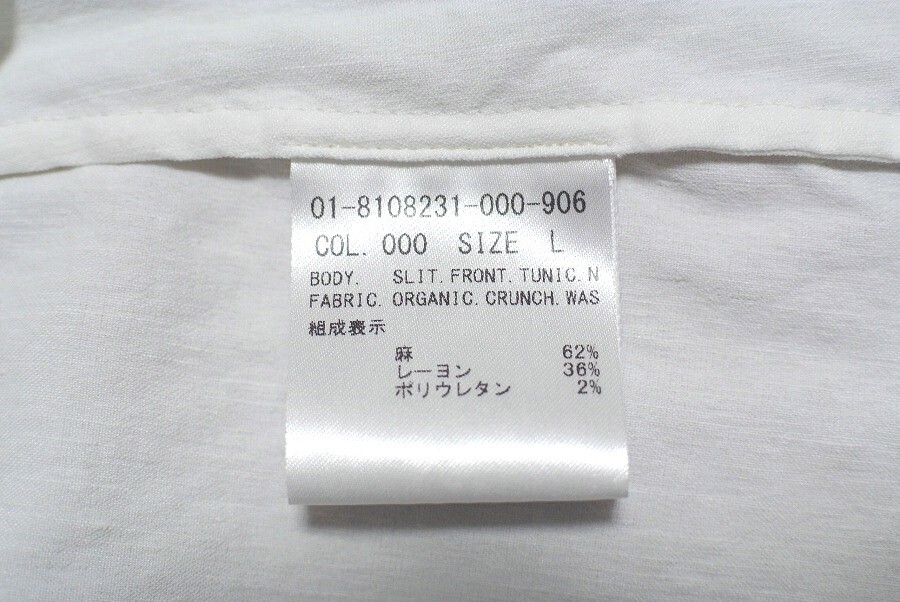 01-8108231-000-906
COL. 000 SIZE L
BODY. SLIT. FRONT. TUNIC. N
FABRIC. ORGANIC. CRUNCH. WAS
組成表示
麻 62%
レーヨン 36%
ポリウレタン 2%